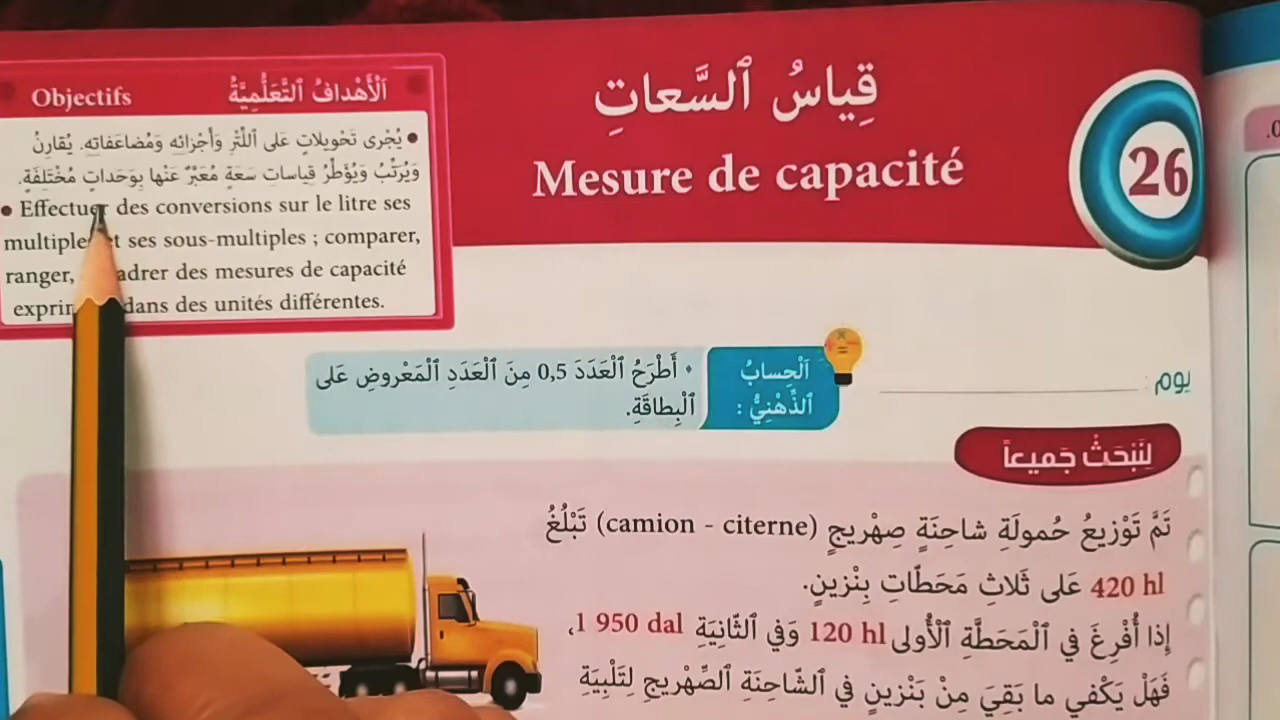 قِياسُ ٱلسَّعاتِ
Mesure de capacité
26
اَلْأَهْدافُ ٱلتَّعَلُّمِيَّةُ
Objectifs
• يُجْرى تَحْويلاتٍ عَلى ٱللِّتْرِ وَأَجْزائِه وَمُضاعَفاتِه. يُقارِنُ
وَيُرَتِّبُ وَيُؤَطِّرُ قِياساتِ سَعَةٍ مُعَبَّرٌ عَنْها بِوَحَداتٍ مُخْتَلِفَةٍ.
• Effectuer des conversions sur le litre ses
multiples et ses sous-multiples ; comparer,
ranger, des mesures de capacité
dans des unités différentes.
يوم :
اَلْحِسابُ
ٱلذِّهْنِيُّ :
• أَطْرَحُ ٱلْعَدَدَ 0,5 مِنَ ٱلْعَدَدِ ٱلْمَعْروضِ عَلى
ٱلْبِطاقَةِ.
لِنَبْحَثْ جَميعاً
تَمَّ تَوْزيعُ حُمولَةِ شاحِنَةٍ صِهْريجٍ (camion - citerne) تَبْلُغُ
420 hl عَلى ثَلاثِ مَحَطّاتِ بِنْزينٍ.
إِذا أُفْرِغَ في ٱلْمَحَطَّةِ ٱلْأُولى 120 hl وَفي ٱلثّانِيَةِ 1 950 dal،
فَهَلْ يَكْفي ما بَقِيَ مِنْ بَنْزينٍ في ٱلشّاحِنَةِ ٱلصِّهْريجِ لِتَلْبِيَةِ